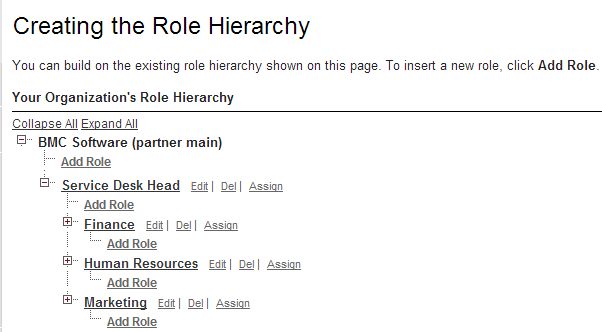 Creating the Role Hierarchy
You can build on the existing role hierarchy shown on this page. To insert a new role, click Add Role.
Your Organization's Role Hierarchy
Collapse All Expand All
BMC Software (partner main)
Add Role
Service Desk Head Edit | Del | Assign
Add Role
Finance Edit | Del | Assign
Add Role
Human Resources Edit | Del | Assign
Add Role
Marketing Edit | Del | Assign
Add Role